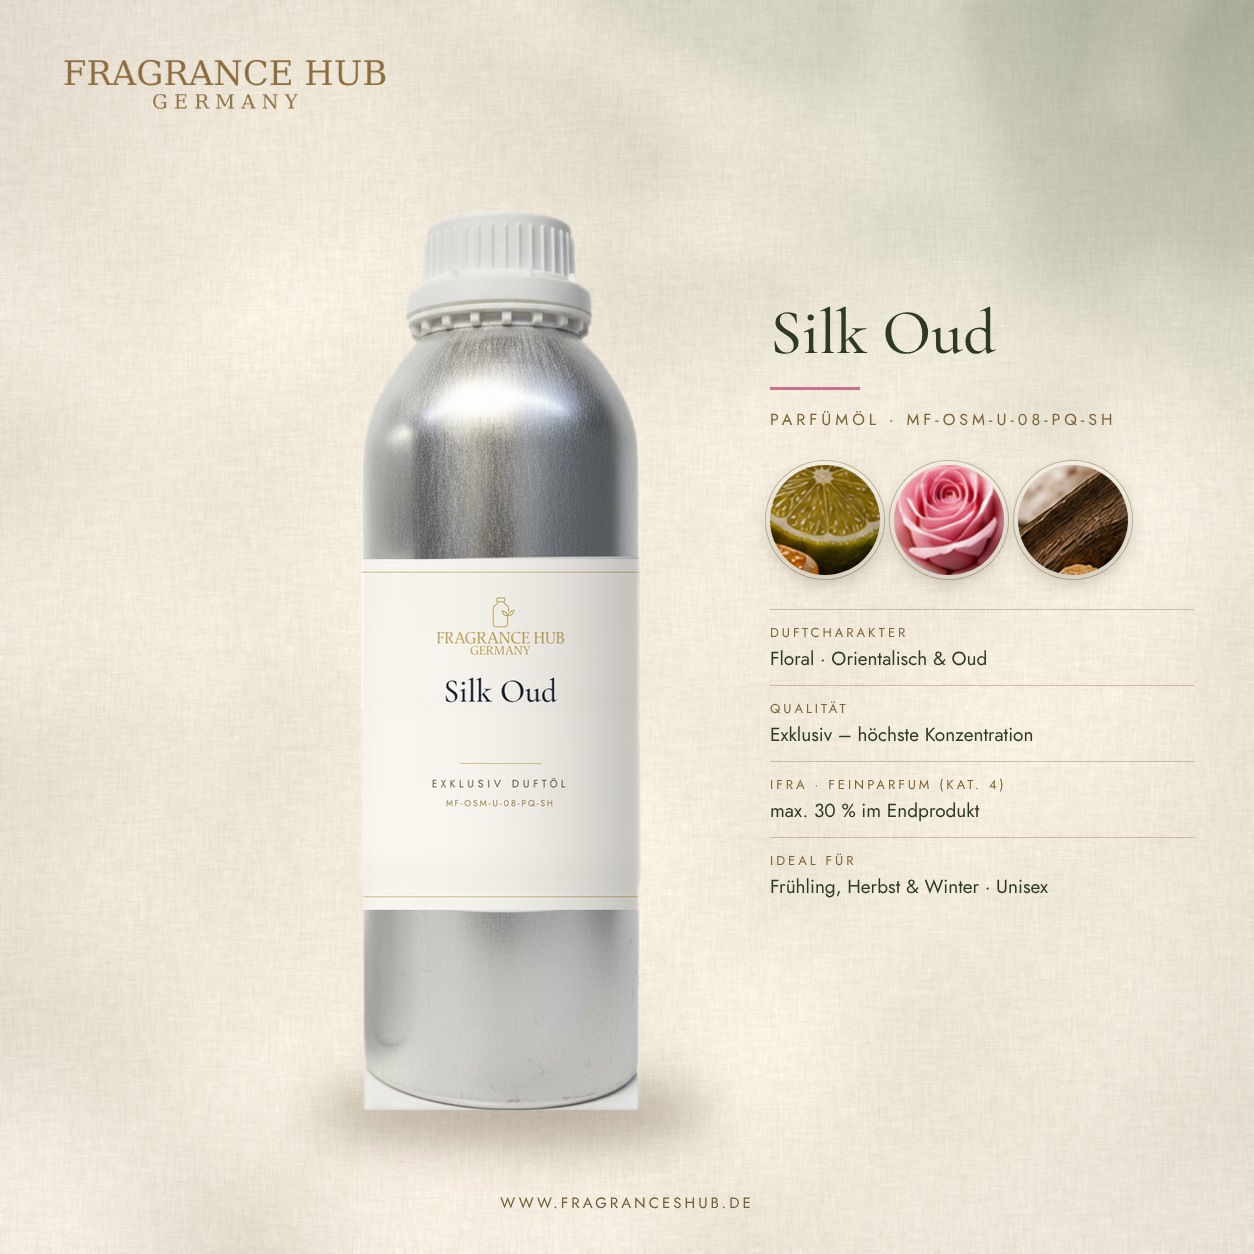 FRAGRANCE HUB
GERMANY
FRAGRANCE HUB
GERMANY
Silk Oud
EXKLUSIV DUFTÖL
MF-OSM-U-08-PQ-SH
Silk Oud
PARFÜMÖL · MF-OSM-U-08-PQ-SH
DUFTCHARAKTER
Floral · Orientalisch & Oud
QUALITÄT
Exklusiv – höchste Konzentration
IFRA · FEINPARFUM (KAT. 4)
max. 30 % im Endprodukt
IDEAL FÜR
Frühling, Herbst & Winter · Unisex
WWW.FRAGRANCESHUB.DE